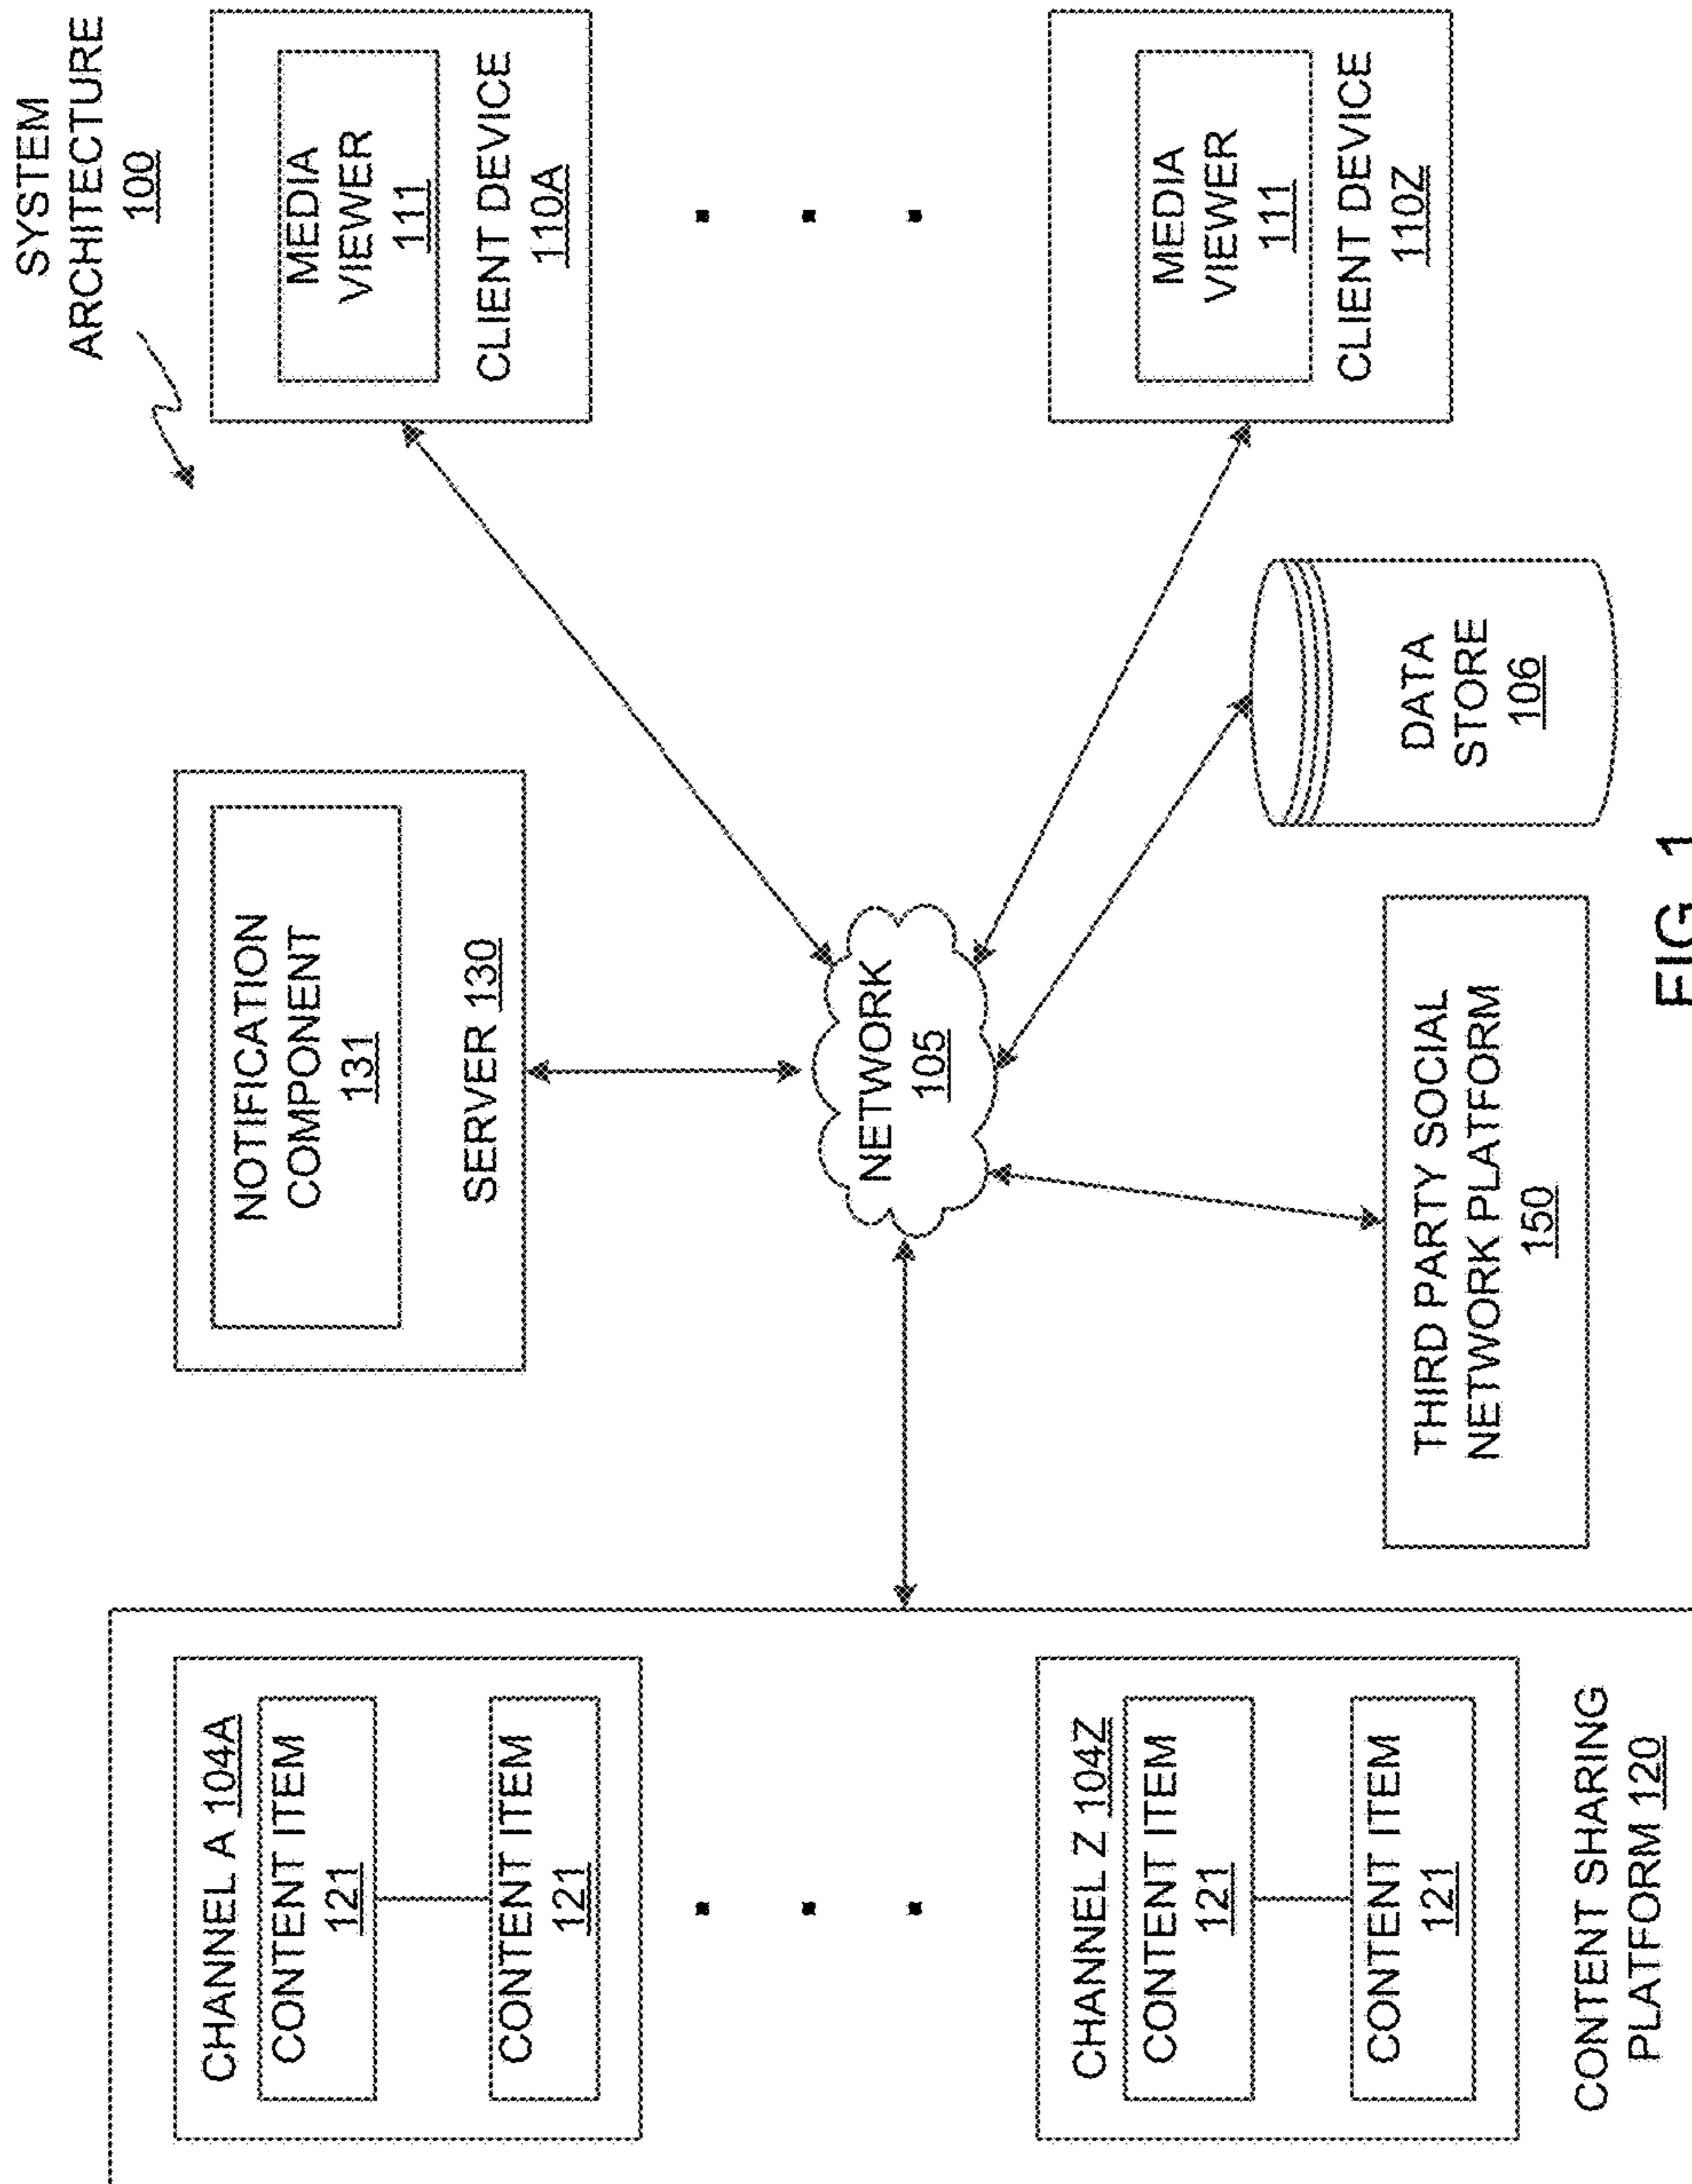 SYSTEM
ARCHITECTURE
100
CHANNEL A 104A
CONTENT ITEM
121
CONTENT ITEM
121
CHANNEL Z 104Z
CONTENT ITEM
121
CONTENT ITEM
121
CONTENT SHARING
PLATFORM 120
NOTIFICATION
COMPONENT
131
SERVER 130
NETWORK
105
THIRD PARTY SOCIAL
NETWORK PLATFORM
150
DATA
STORE
106
MEDIA
VIEWER
111
CLIENT DEVICE
110A
MEDIA
VIEWER
111
CLIENT DEVICE
110Z
FIG. 1